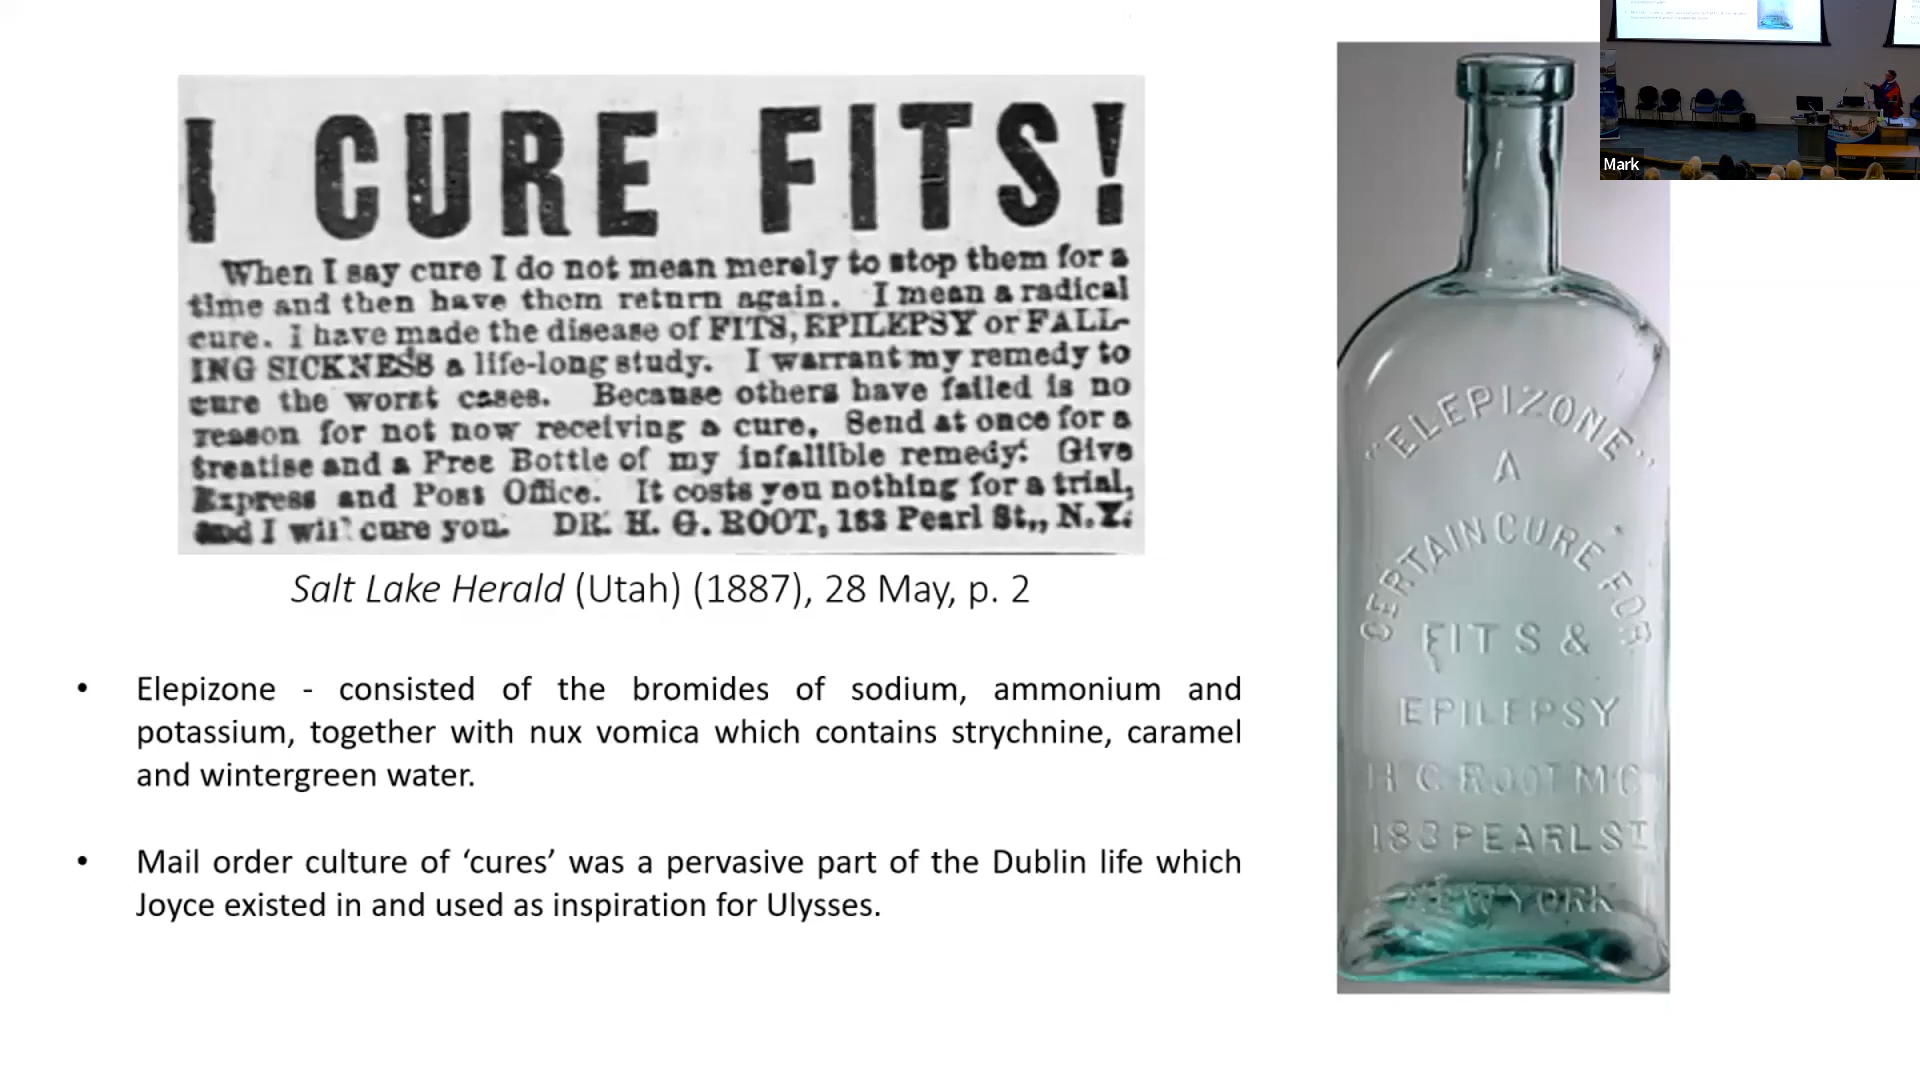 I CURE FITS!
When I say cure I do not mean merely to stop them for a
time and then have them return again. I mean a radical
cure. I have made the disease of FITS, EPILEPSY or FALL-
ING SICKNESS a life-long study. I warrant my remedy to
cure the worst cases. Because others have failed is no
reason for not now receiving a cure. Send at once for a
treatise and a Free Bottle of my infallible remedy. Give
Express and Post Office. It costs you nothing for a trial,
and I will cure you. DR. H. G. ROOT, 183 Pearl St., N.Y.
Salt Lake Herald (Utah) (1887), 28 May, p. 2
• Elepizone - consisted of the bromides of sodium, ammonium and
potassium, together with nux vomica which contains strychnine, caramel
and wintergreen water.
• Mail order culture of ‘cures’ was a pervasive part of the Dublin life which
Joyce existed in and used as inspiration for Ulysses.
"ELEPIZONE"
A
CERTAIN CURE FOR
FITS &
EPILEPSY
H G ROOT M C
183 PEARL ST
NEW YORK
Mark